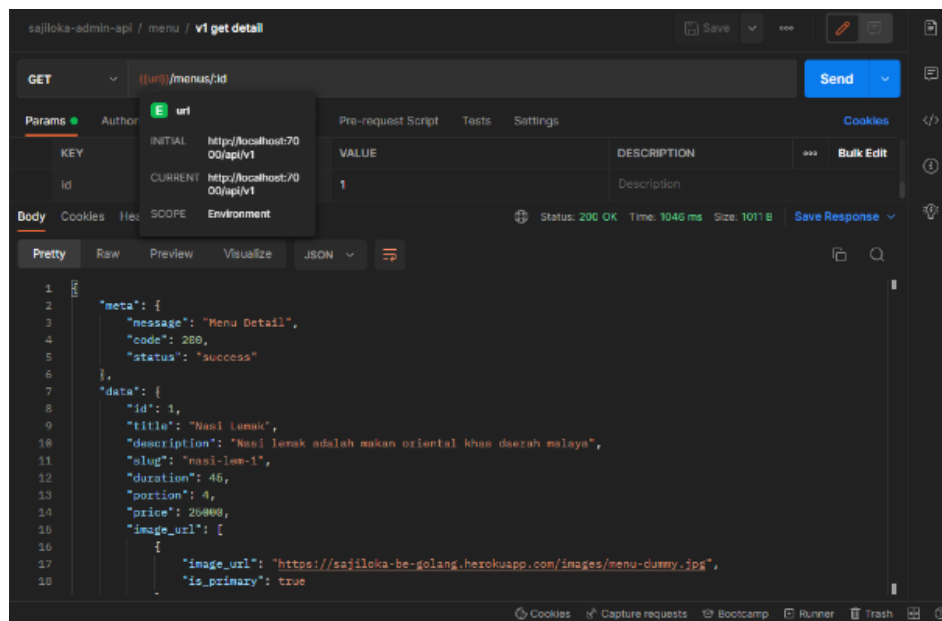 sajiloka-admin-api / menu / v1 get detail
Save
GET
{{url}}/menus/:id
Send
E url
INITIAL http://localhost:70
00/api/v1
CURRENT http://localhost:70
00/api/v1
SCOPE Environment
Params Author Pre-request Script Tests Settings Cookies
KEY VALUE DESCRIPTION Bulk Edit
id 1 Description
Body Cookies Hea Status: 200 OK Time: 1046 ms Size: 1011 B Save Response
Pretty Raw Preview Visualize JSON
1 {
2 "meta": {
3 "message": "Menu Detail",
4 "code": 200,
5 "status": "success"
6 },
7 "data": {
8 "id": 1,
9 "title": "Nasi Lemak",
10 "description": "Nasi lemak adalah makan oriental khas daerah malaya",
11 "slug": "nasi-lem-1",
12 "duration": 45,
13 "portion": 4,
14 "price": 25000,
15 "image_url": [
16 {
17 "image_url": "https://sajiloka-be-golang.herokuapp.com/images/menu-dummy.jpg",
18 "is_primary": true
Cookies Capture requests Bootcamp Runner Trash